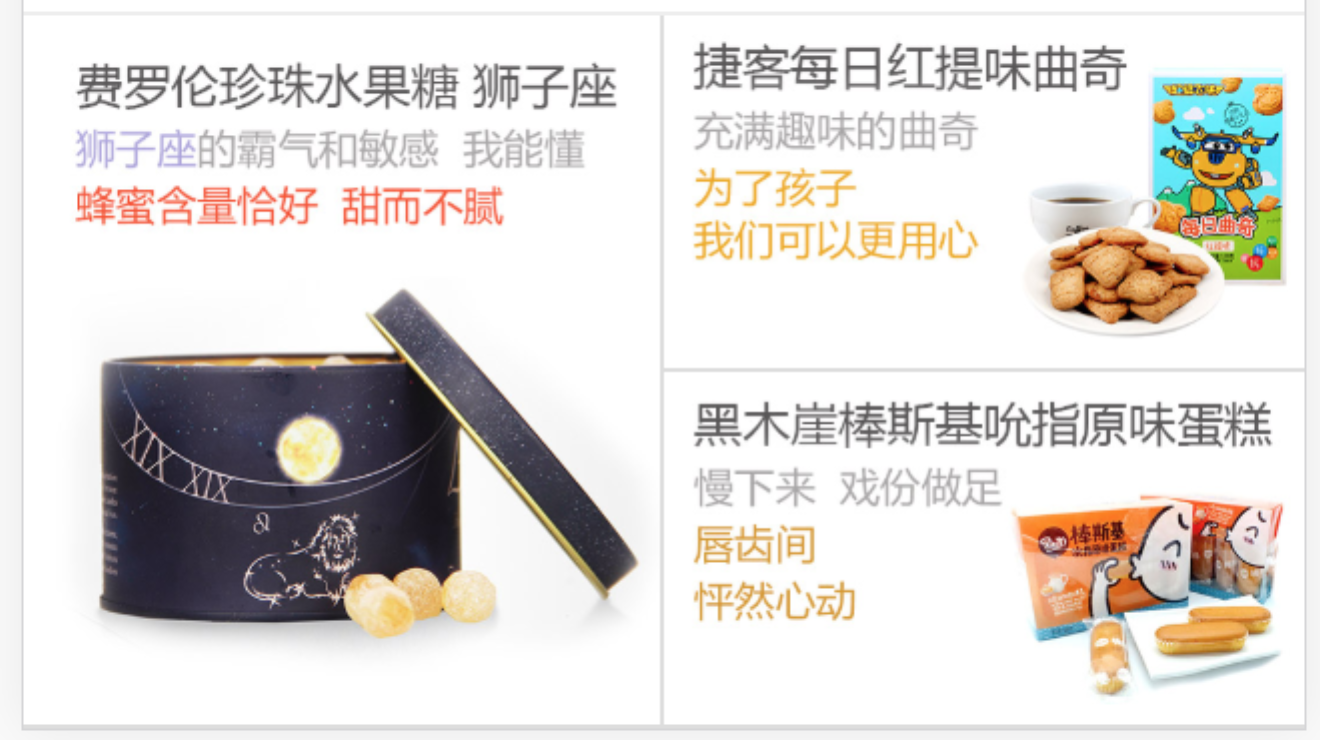 费罗伦珍珠水果糖 狮子座
狮子座的霸气和敏感 我能懂
蜂蜜含量恰好 甜而不腻
XIX XIX
捷客每日红提味曲奇
充满趣味的曲奇
为了孩子
我们可以更用心
每日曲奇
黑木崖棒斯基吮指原味蛋糕
慢下来 戏份做足
唇齿间
怦然心动
棒斯基